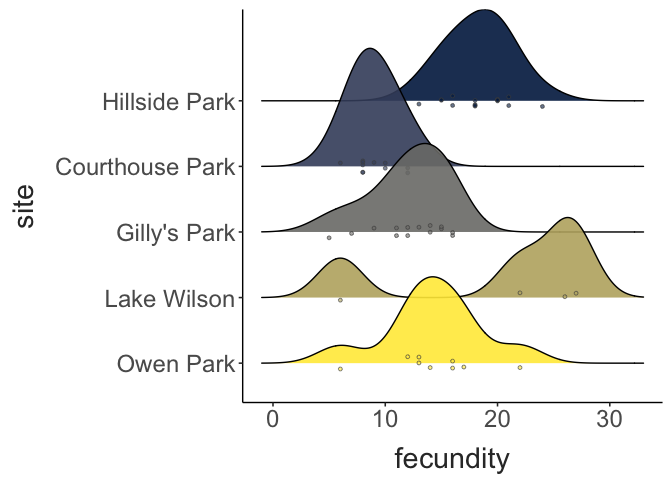 site
Hillside Park
Courthouse Park
Gilly's Park
Lake Wilson
Owen Park
0 10 20 30
fecundity